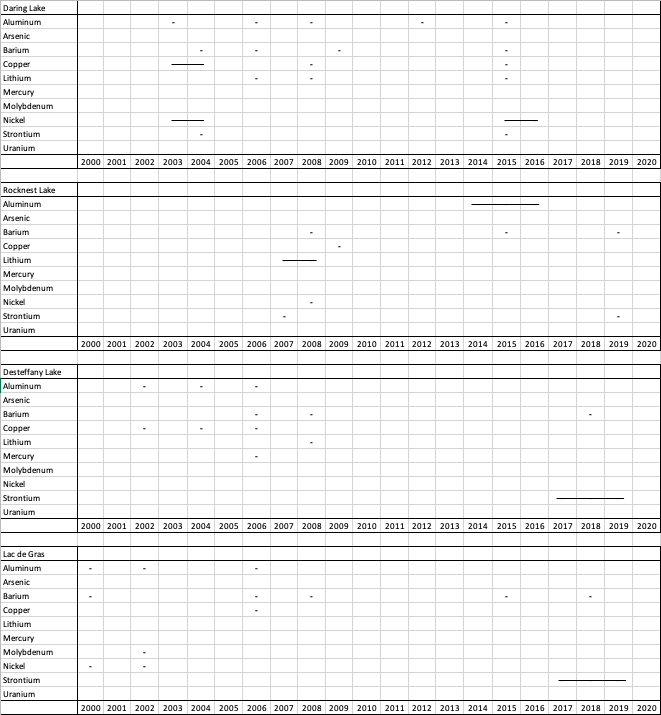 Daring Lake
Aluminum - - - - -
Arsenic
Barium - - - -
Copper - -
Lithium - - -
Mercury
Molybdenum
Nickel
Strontium - -
Uranium
2000 2001 2002 2003 2004 2005 2006 2007 2008 2009 2010 2011 2012 2013 2014 2015 2016 2017 2018 2019 2020
Rocknest Lake
Aluminum
Arsenic
Barium - - -
Copper -
Lithium
Mercury
Molybdenum
Nickel -
Strontium - -
Uranium
2000 2001 2002 2003 2004 2005 2006 2007 2008 2009 2010 2011 2012 2013 2014 2015 2016 2017 2018 2019 2020
Desteffany Lake
Aluminum - - -
Arsenic
Barium - - -
Copper - - -
Lithium -
Mercury -
Molybdenum
Nickel
Strontium
Uranium
2000 2001 2002 2003 2004 2005 2006 2007 2008 2009 2010 2011 2012 2013 2014 2015 2016 2017 2018 2019 2020
Lac de Gras
Aluminum - - -
Arsenic
Barium - - - - -
Copper -
Lithium
Mercury
Molybdenum -
Nickel - -
Strontium
Uranium
2000 2001 2002 2003 2004 2005 2006 2007 2008 2009 2010 2011 2012 2013 2014 2015 2016 2017 2018 2019 2020